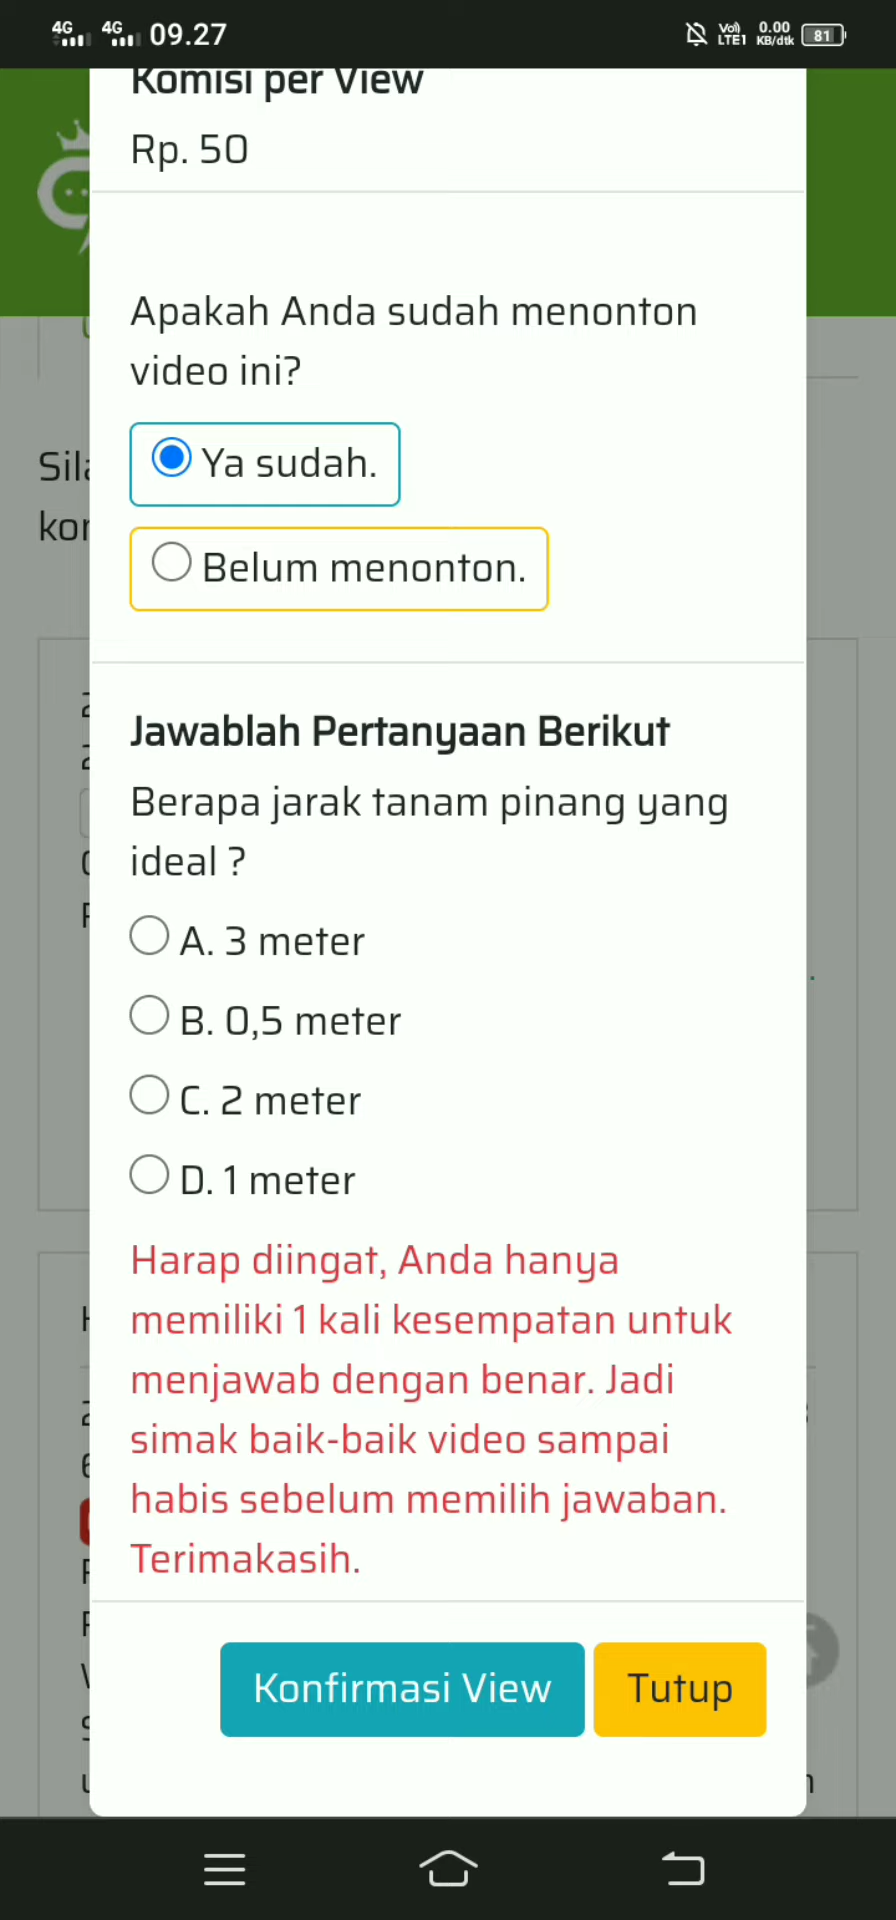 4G 4G 09.27 Vo) LTE1 0.00 KB/dtk 81
Komisi per View
Rp. 50
Apakah Anda sudah menonton
video ini?
Ya sudah.
Belum menonton.
Jawablah Pertanyaan Berikut
Berapa jarak tanam pinang yang
ideal ?
A. 3 meter
B. 0,5 meter
C. 2 meter
D. 1 meter
Harap diingat, Anda hanya
memiliki 1 kali kesempatan untuk
menjawab dengan benar. Jadi
simak baik-baik video sampai
habis sebelum memilih jawaban.
Terimakasih.
Konfirmasi View
Tutup